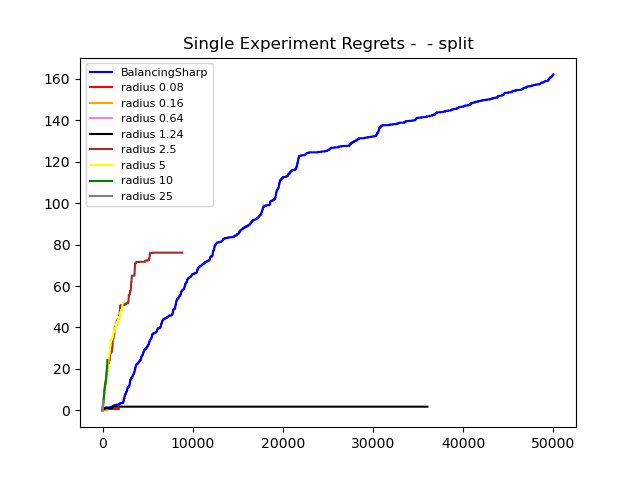 Single Experiment Regrets -  - split
BalancingSharp
radius 0.08
radius 0.16
radius 0.64
radius 1.24
radius 2.5
radius 5
radius 10
radius 25
160
140
120
100
80
60
40
20
0
0 10000 20000 30000 40000 50000